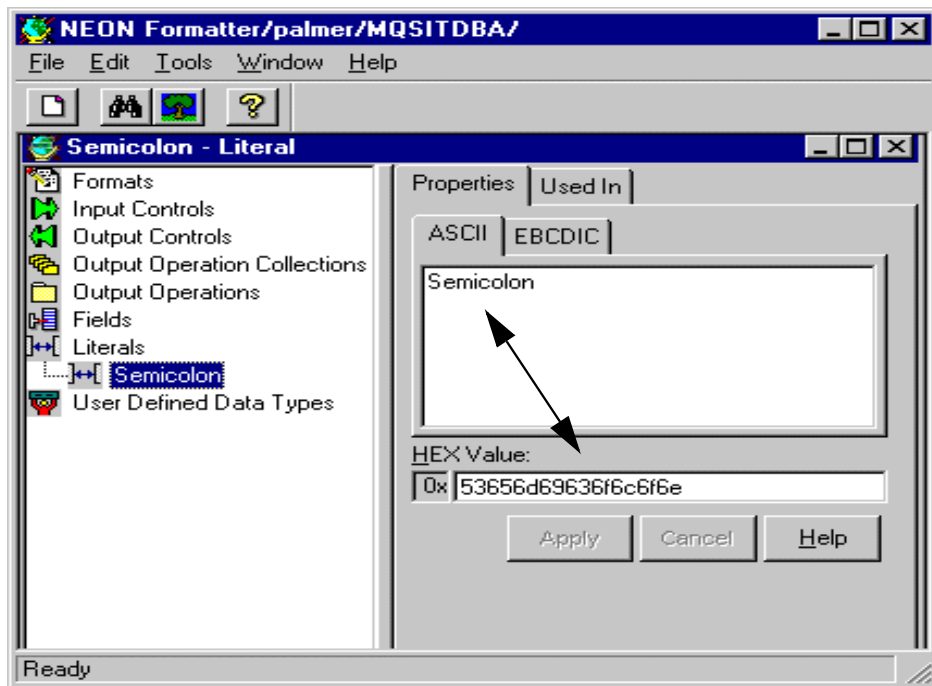 NEON Formatter/palmer/MQSITDBA/
File Edit Tools Window Help
Semicolon - Literal
Formats
Input Controls
Output Controls
Output Operation Collections
Output Operations
Fields
Literals
Semicolon
User Defined Data Types
Properties Used In
ASCII EBCDIC
Semicolon
HEX Value:
0x 53656d69636f6c6f6e
Apply Cancel Help
Ready